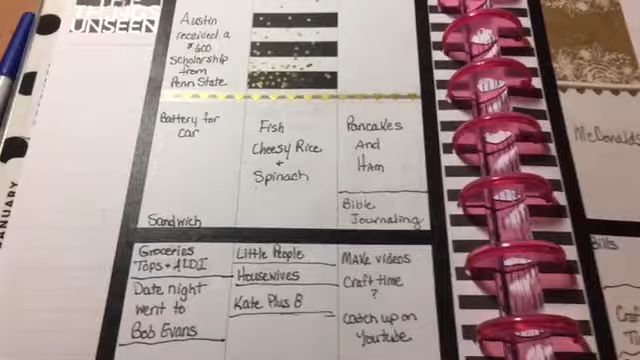 THE THINGS
UNSEEN
JANUARY
Austin
received a
$600
scholarship
from
Penn State
Battery for
car
Sandwich
Fish
Cheesy Rice
+
Spinach
Pancakes
And
Ham
Bible
Journaling
Groceries
Tops + ALDI
Date night
went to
Bob Evans
Little People
Housewives
Kate Plus 8
Make videos
Craft time
?
Catch up on
Youtube
McDonalds
Bills